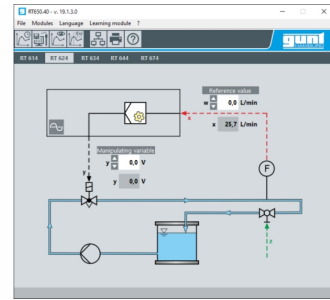 RT650.40 - v. 19.1.3.0
File Modules Language Learning module ?
gunt
RT 614 RT 624 RT 634 RT 644 RT 674
Reference value
w 0,0 L/min
x 25,7 L/min
x
Manipulating variable
y 0,0 V
y 0,0 V
y
F
z